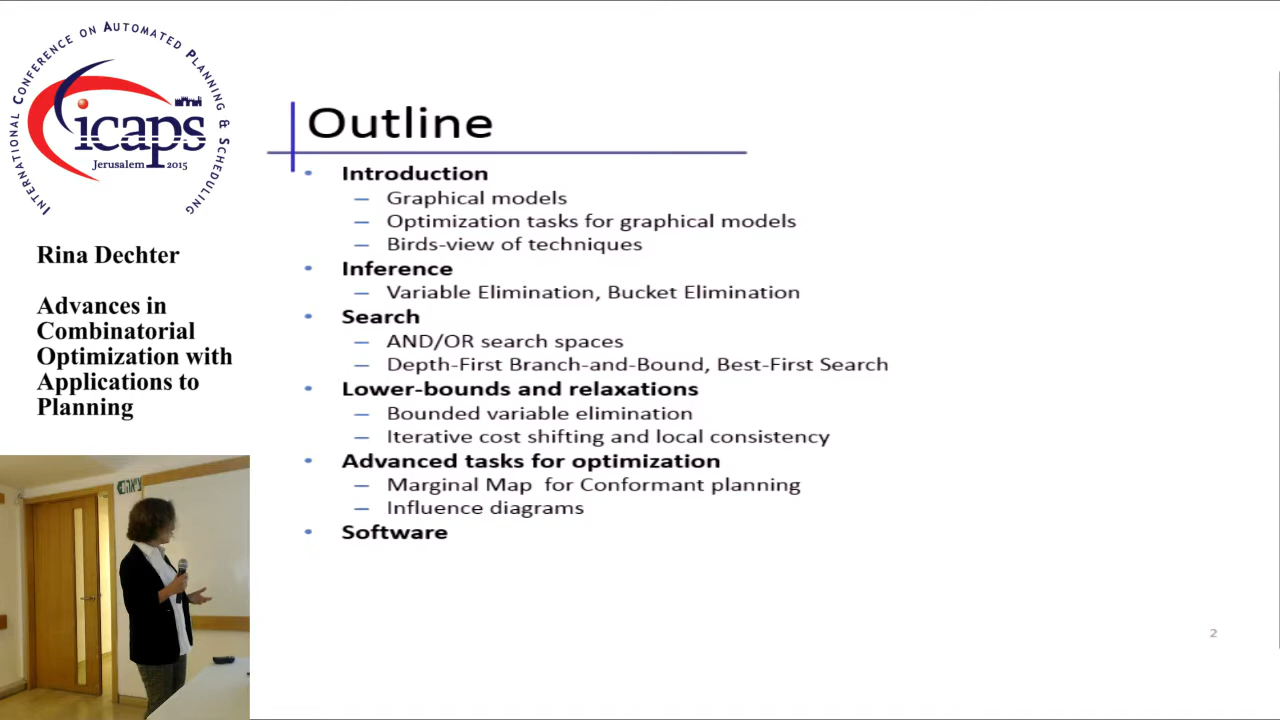 INTERNATIONAL CONFERENCE ON AUTOMATED PLANNING & SCHEDULING
icaps
Jerusalem 2015
Rina Dechter
Advances in
Combinatorial
Optimization with
Applications to
Planning
Outline
• Introduction
– Graphical models
– Optimization tasks for graphical models
– Birds-view of techniques
• Inference
– Variable Elimination, Bucket Elimination
• Search
– AND/OR search spaces
– Depth-First Branch-and-Bound, Best-First Search
• Lower-bounds and relaxations
– Bounded variable elimination
– Iterative cost shifting and local consistency
• Advanced tasks for optimization
– Marginal Map for Conformant planning
– Influence diagrams
• Software
2